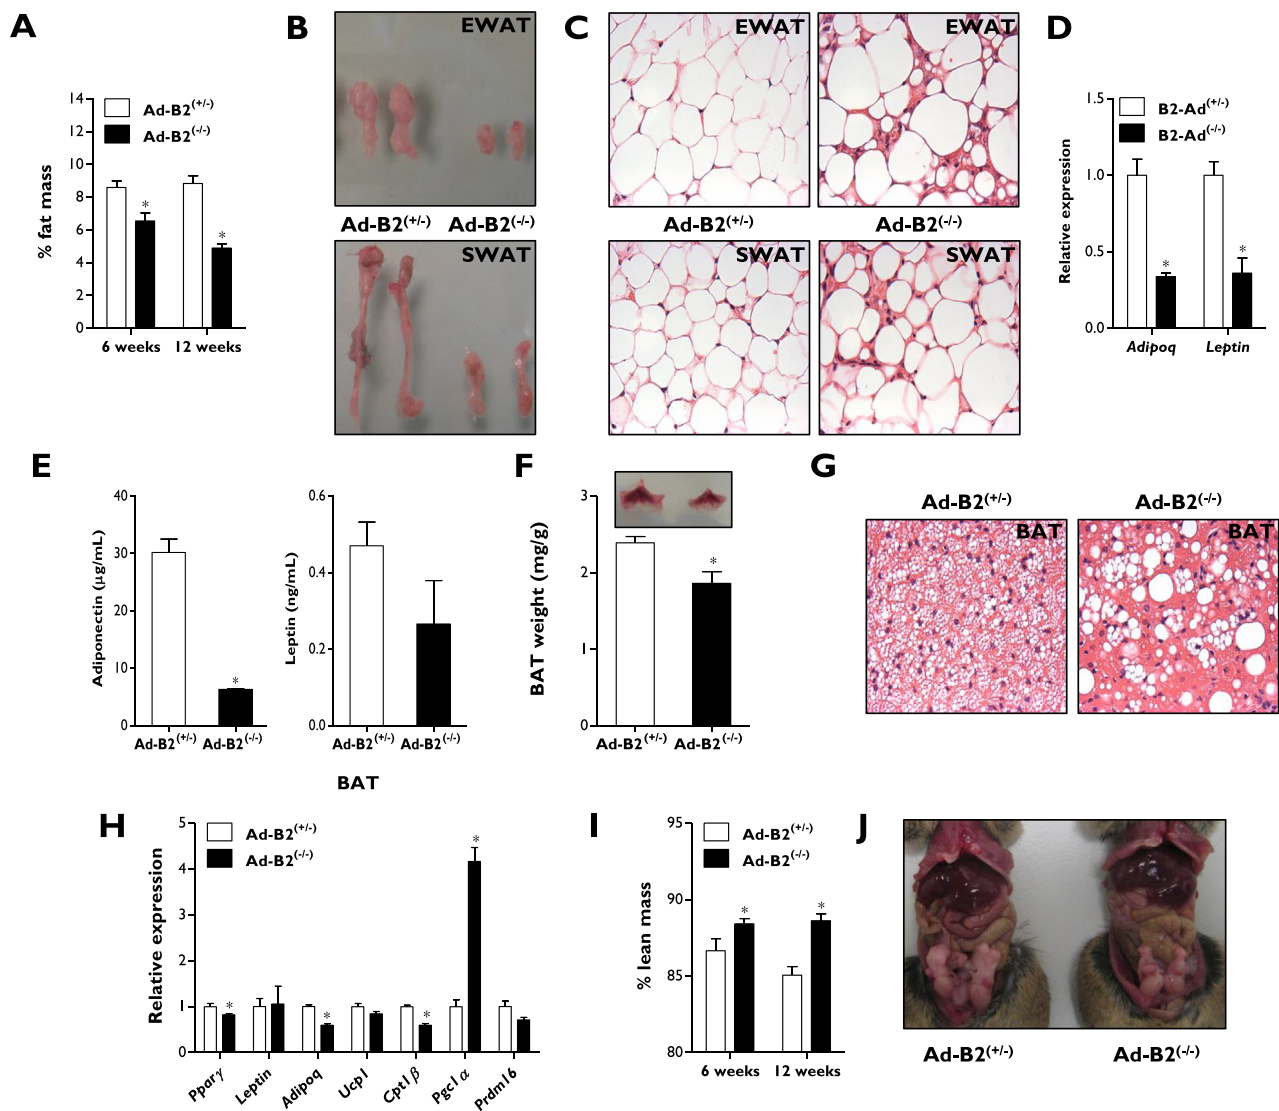 A
% fat mass
14
12
10
8
6
4
2
0
Ad-B2(+/-)
Ad-B2(-/-)
*
*
6 weeks
12 weeks
B
EWAT
Ad-B2(+/-)
Ad-B2(-/-)
SWAT
C
EWAT
EWAT
Ad-B2(+/-)
Ad-B2(-/-)
SWAT
SWAT
D
Relative expression
1.5
1.0
0.5
0.0
B2-Ad(+/-)
B2-Ad(-/-)
*
*
Adipoq
Leptin
E
Adiponectin (μg/mL)
40
30
20
10
0
*
Ad-B2(+/-)
Ad-B2(-/-)
Leptin (ng/mL)
0.6
0.4
0.2
0.0
Ad-B2(+/-)
Ad-B2(-/-)
F
BAT weight (mg/g)
3
2
1
0
*
Ad-B2(+/-)
Ad-B2(-/-)
G
Ad-B2(+/-)
Ad-B2(-/-)
BAT
BAT
BAT
H
Relative expression
5
4
3
2
1
0
Ad-B2(+/-)
Ad-B2(-/-)
*
*
*
*
Pparγ
Leptin
Adipoq
Ucp1
Cpt1β
Pgc1α
Prdm16
I
% lean mass
95
90
85
80
Ad-B2(+/-)
Ad-B2(-/-)
*
*
6 weeks
12 weeks
J
Ad-B2(+/-)
Ad-B2(-/-)